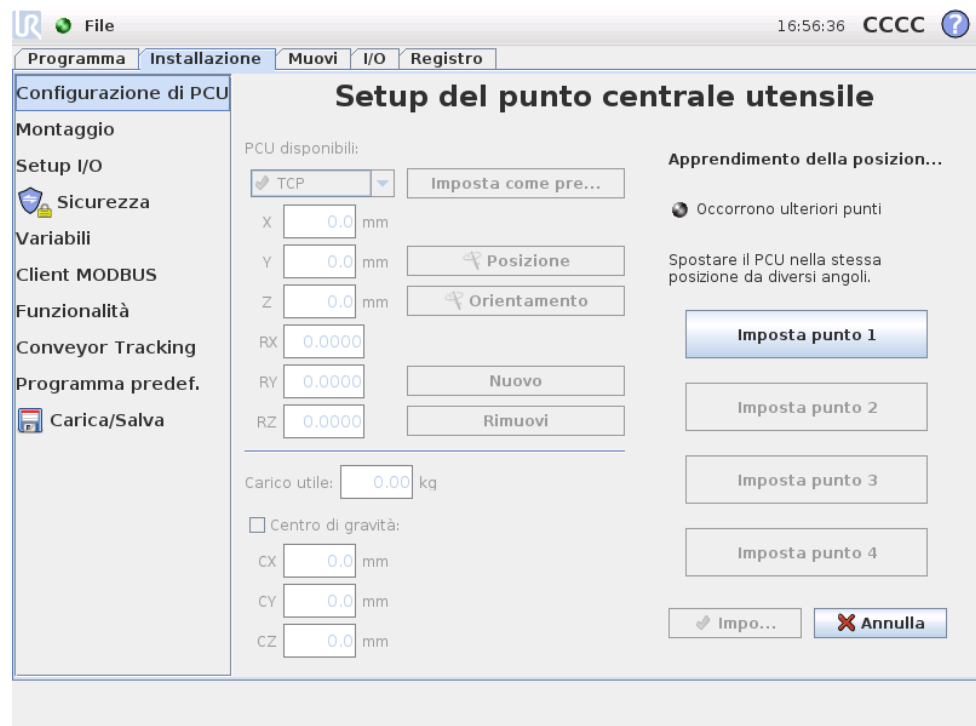 UR
File
16:56:36 CCCC ?
Programma Installazione Muovi I/O Registro
Configurazione di PCU
Montaggio
Setup I/O
Sicurezza
Variabili
Client MODBUS
Funzionalità
Conveyor Tracking
Programma predef.
Carica/Salva
Setup del punto centrale utensile
PCU disponibili:
TCP Imposta come pre...
X 0.0 mm
Y 0.0 mm Posizione
Z 0.0 mm Orientamento
RX 0.0000
RY 0.0000 Nuovo
RZ 0.0000 Rimuovi
Carico utile: 0.00 kg
Centro di gravità:
CX 0.0 mm
CY 0.0 mm
CZ 0.0 mm
Apprendimento della posizion...
Occorrono ulteriori punti
Spostare il PCU nella stessa
posizione da diversi angoli.
Imposta punto 1
Imposta punto 2
Imposta punto 3
Imposta punto 4
Impo... Annulla